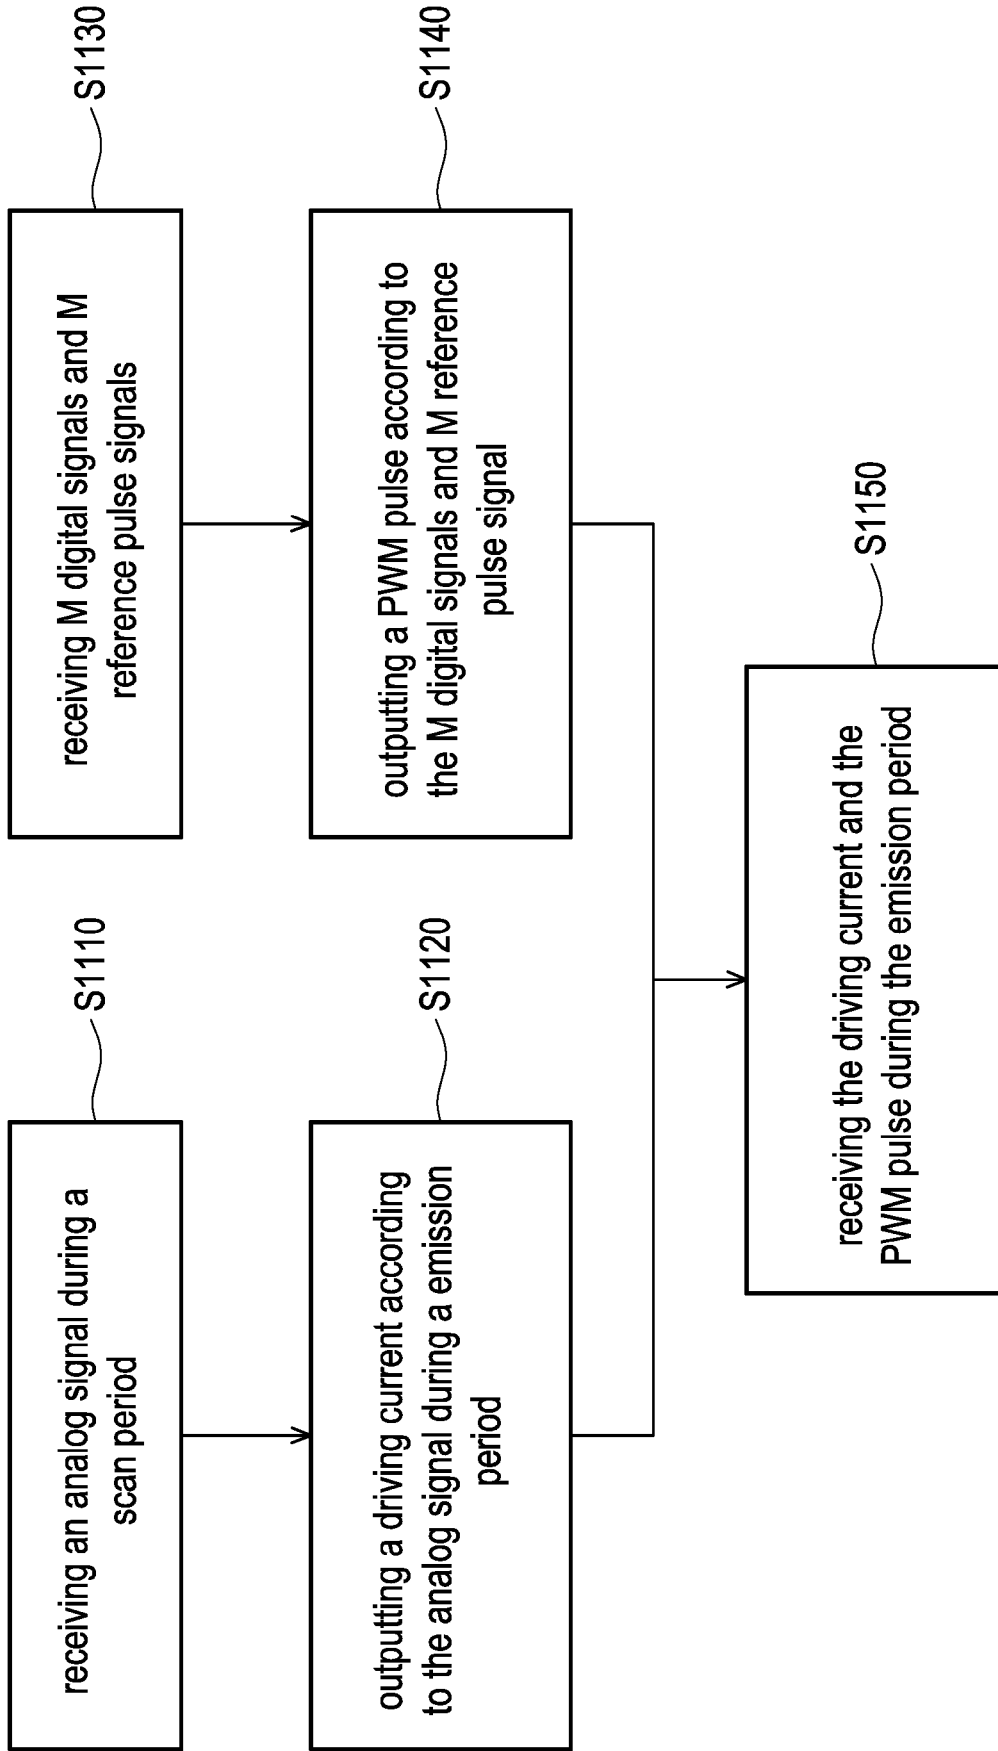 receiving an analog signal during a
scan period
S1110
outputting a driving current according
to the analog signal during a emission
period
S1120
receiving M digital signals and M
reference pulse signals
S1130
outputting a PWM pulse according to
the M digital signals and M reference
pulse signal
S1140
receiving the driving current and the
PWM pulse during the emission period
S1150